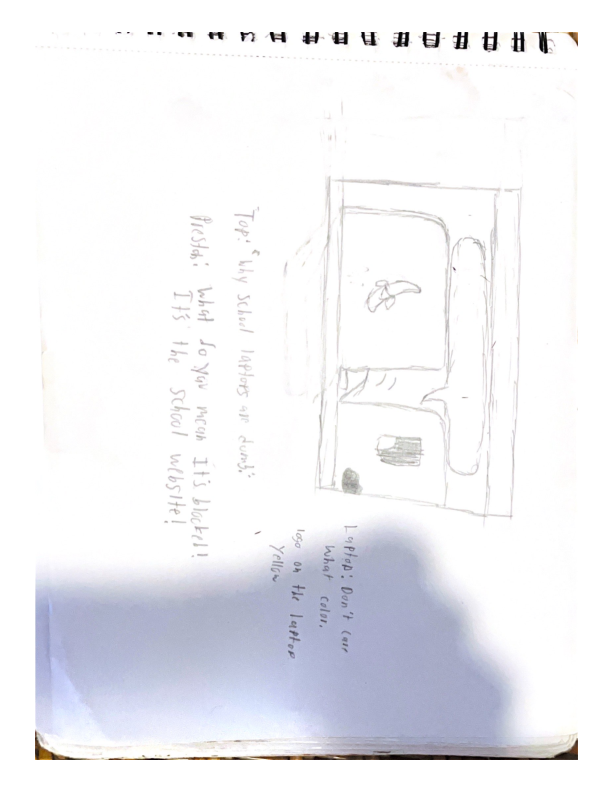 "Top: "Why school laptops are dumb:"
Preston: What do you mean It's blocked!
It's the school website!
Laptop: Don't care
what color.
logo on the laptop
Yellow